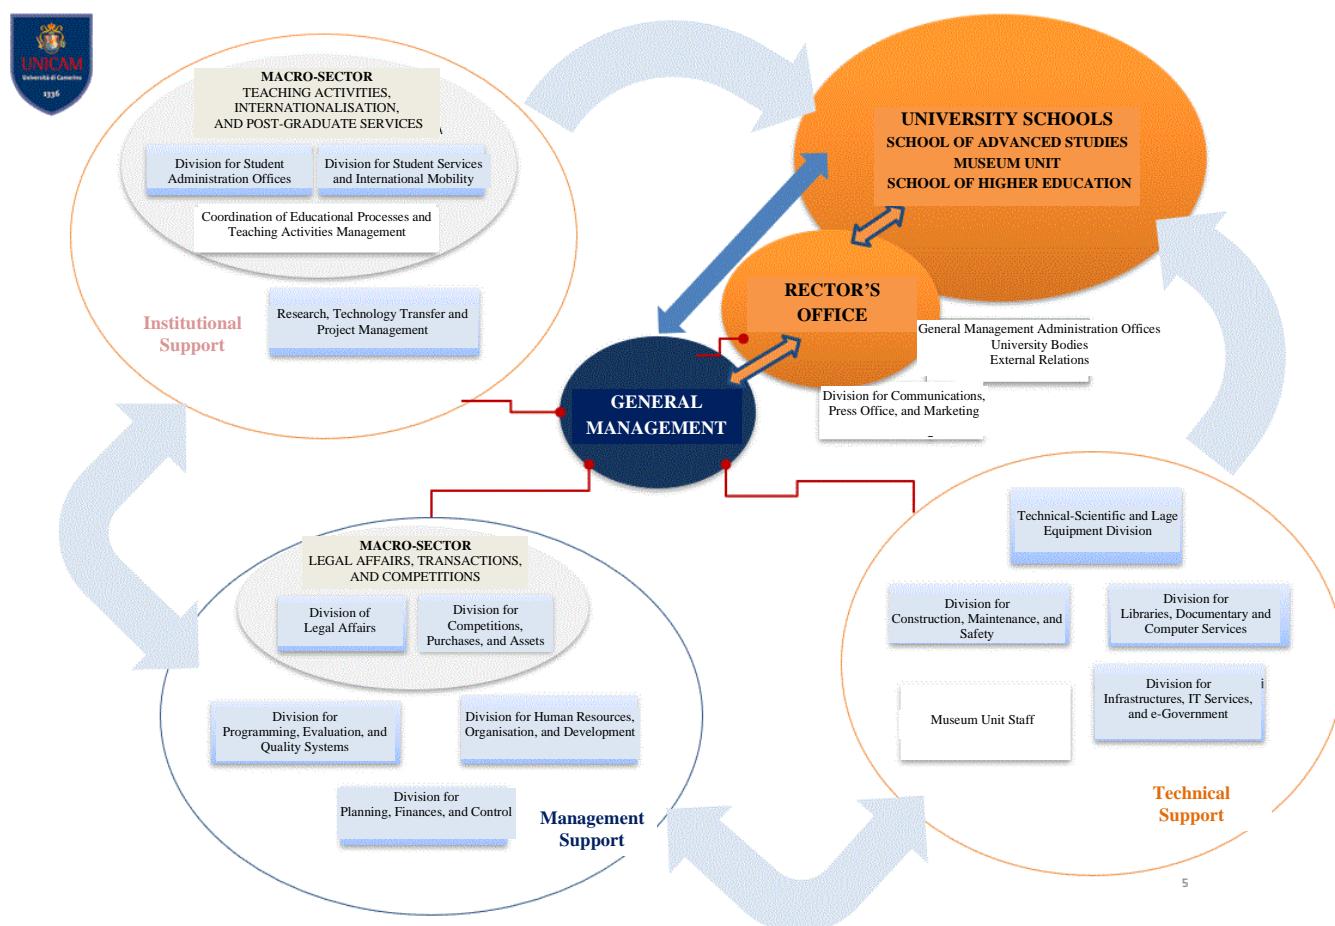 UNICAM
Università di Camerino
1336
MACRO-SECTOR
TEACHING ACTIVITIES,
INTERNATIONALISATION,
AND POST-GRADUATE SERVICES
Division for Student
Administration Offices
Division for Student Services
and International Mobility
Coordination of Educational Processes and
Teaching Activities Management
Research, Technology Transfer and
Project Management
Institutional
Support
UNIVERSITY SCHOOLS
SCHOOL OF ADVANCED STUDIES
MUSEUM UNIT
SCHOOL OF HIGHER EDUCATION
RECTOR’S
OFFICE
General Management Administration Offices
University Bodies
External Relations
Division for Communications,
Press Office, and Marketing
GENERAL
MANAGEMENT
MACRO-SECTOR
LEGAL AFFAIRS, TRANSACTIONS,
AND COMPETITIONS
Division of
Legal Affairs
Division for
Competitions,
Purchases, and Assets
Division for
Programming, Evaluation, and
Quality Systems
Division for Human Resources,
Organisation, and Development
Division for
Planning, Finances, and Control
Management
Support
Technical-Scientific and Lage
Equipment Division
Division for
Construction, Maintenance, and
Safety
Division for
Libraries, Documentary and
Computer Services
Museum Unit Staff
Division for
Infrastructures, IT Services,
and e-Government
i
Technical
Support
5